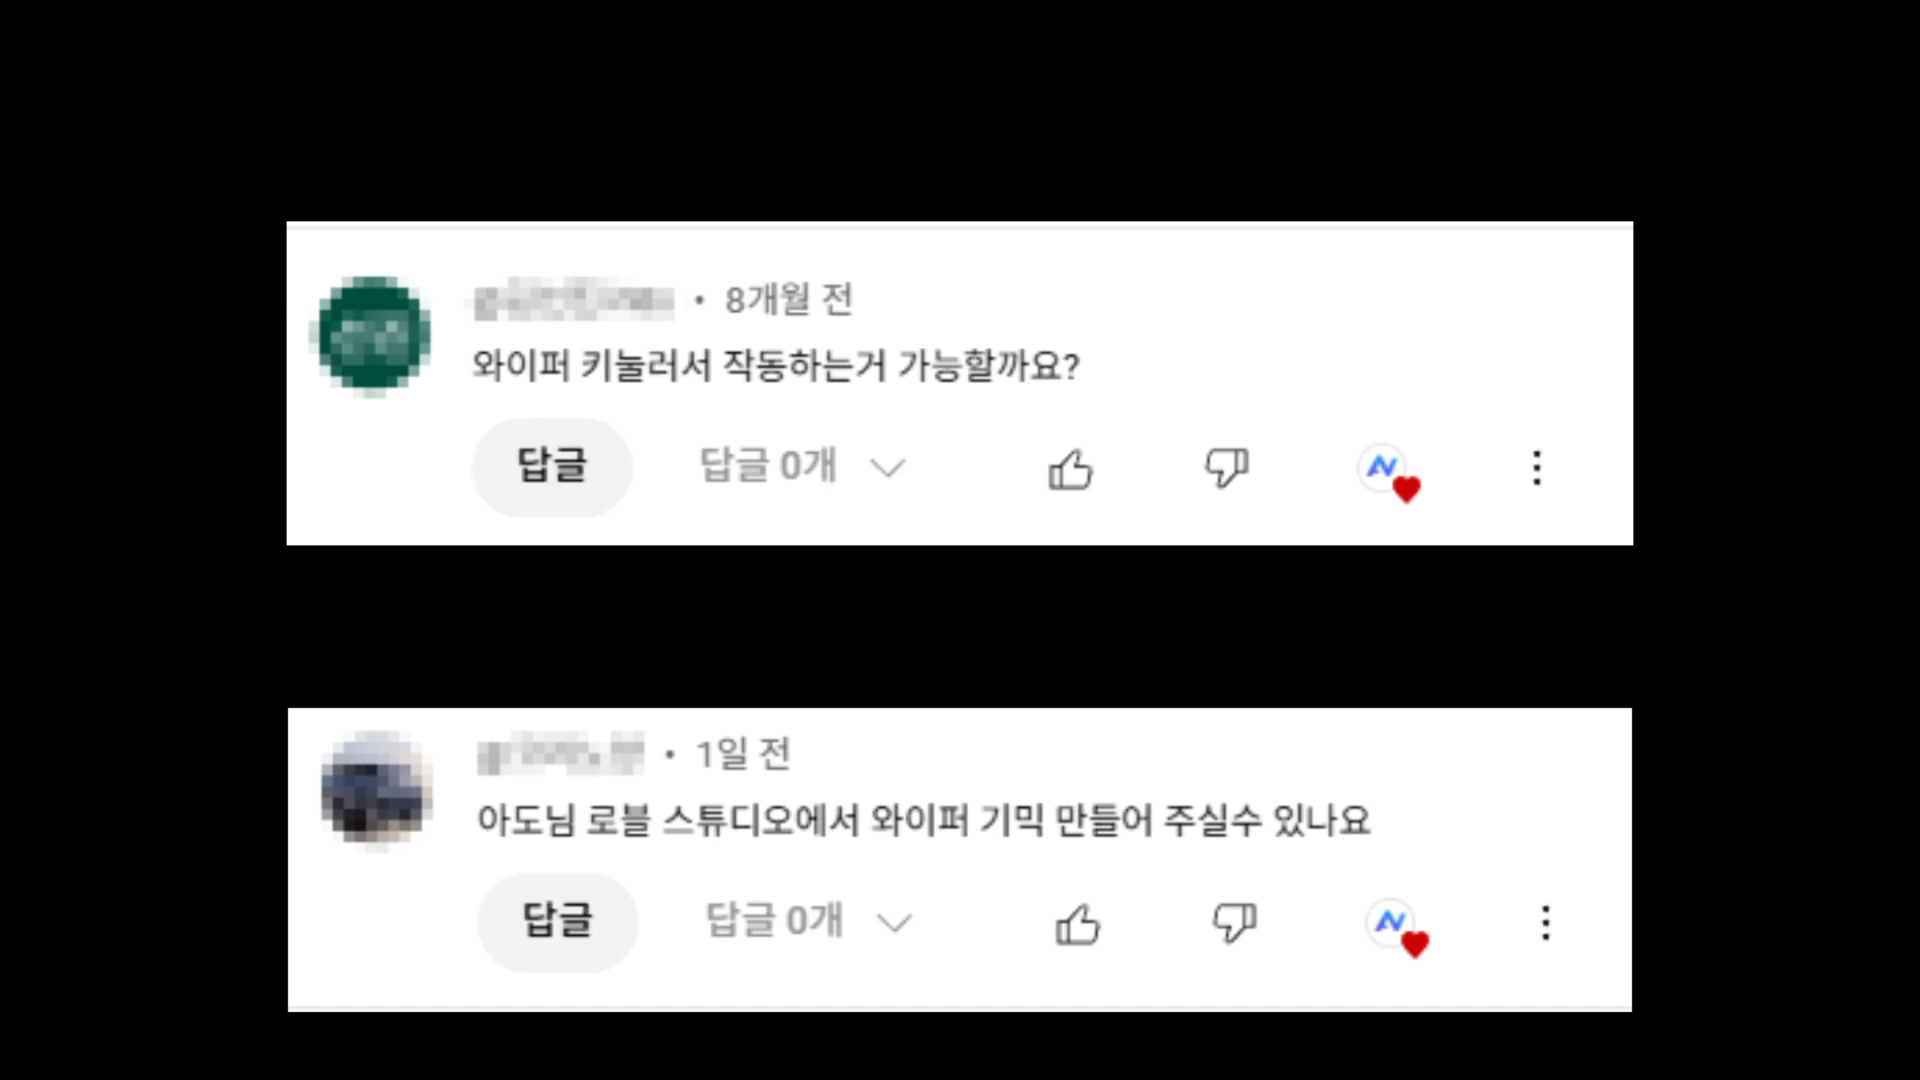 • 8개월 전
와이퍼 키눌러서 작동하는거 가능할까요?
답글 답글 0개
• 1일 전
아도님 로블 스튜디오에서 와이퍼 기믹 만들어 주실수 있나요
답글 답글 0개